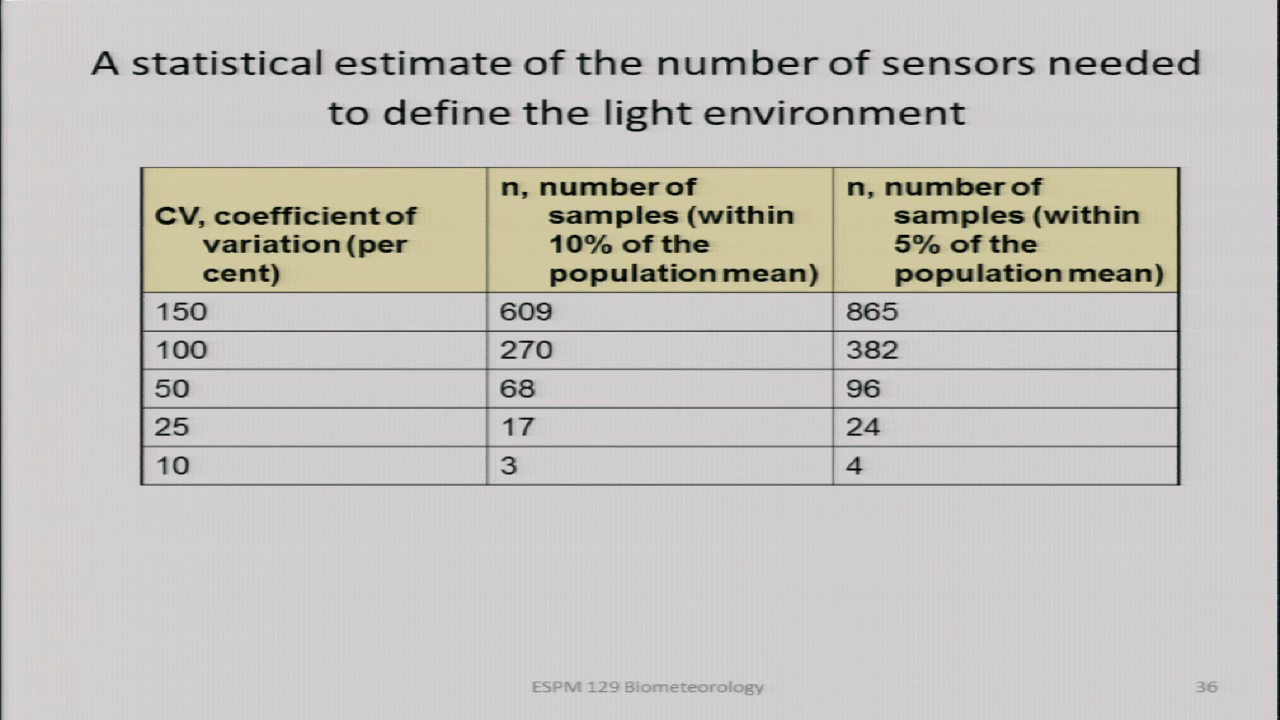 A statistical estimate of the number of sensors needed
to define the light environment
CV, coefficient of
variation (per
cent)
n, number of
samples (within
10% of the
population mean)
n, number of
samples (within
5% of the
population mean)
150 609 865
100 270 382
50 68 96
25 17 24
10 3 4
ESPM 129 Biometeorology 36